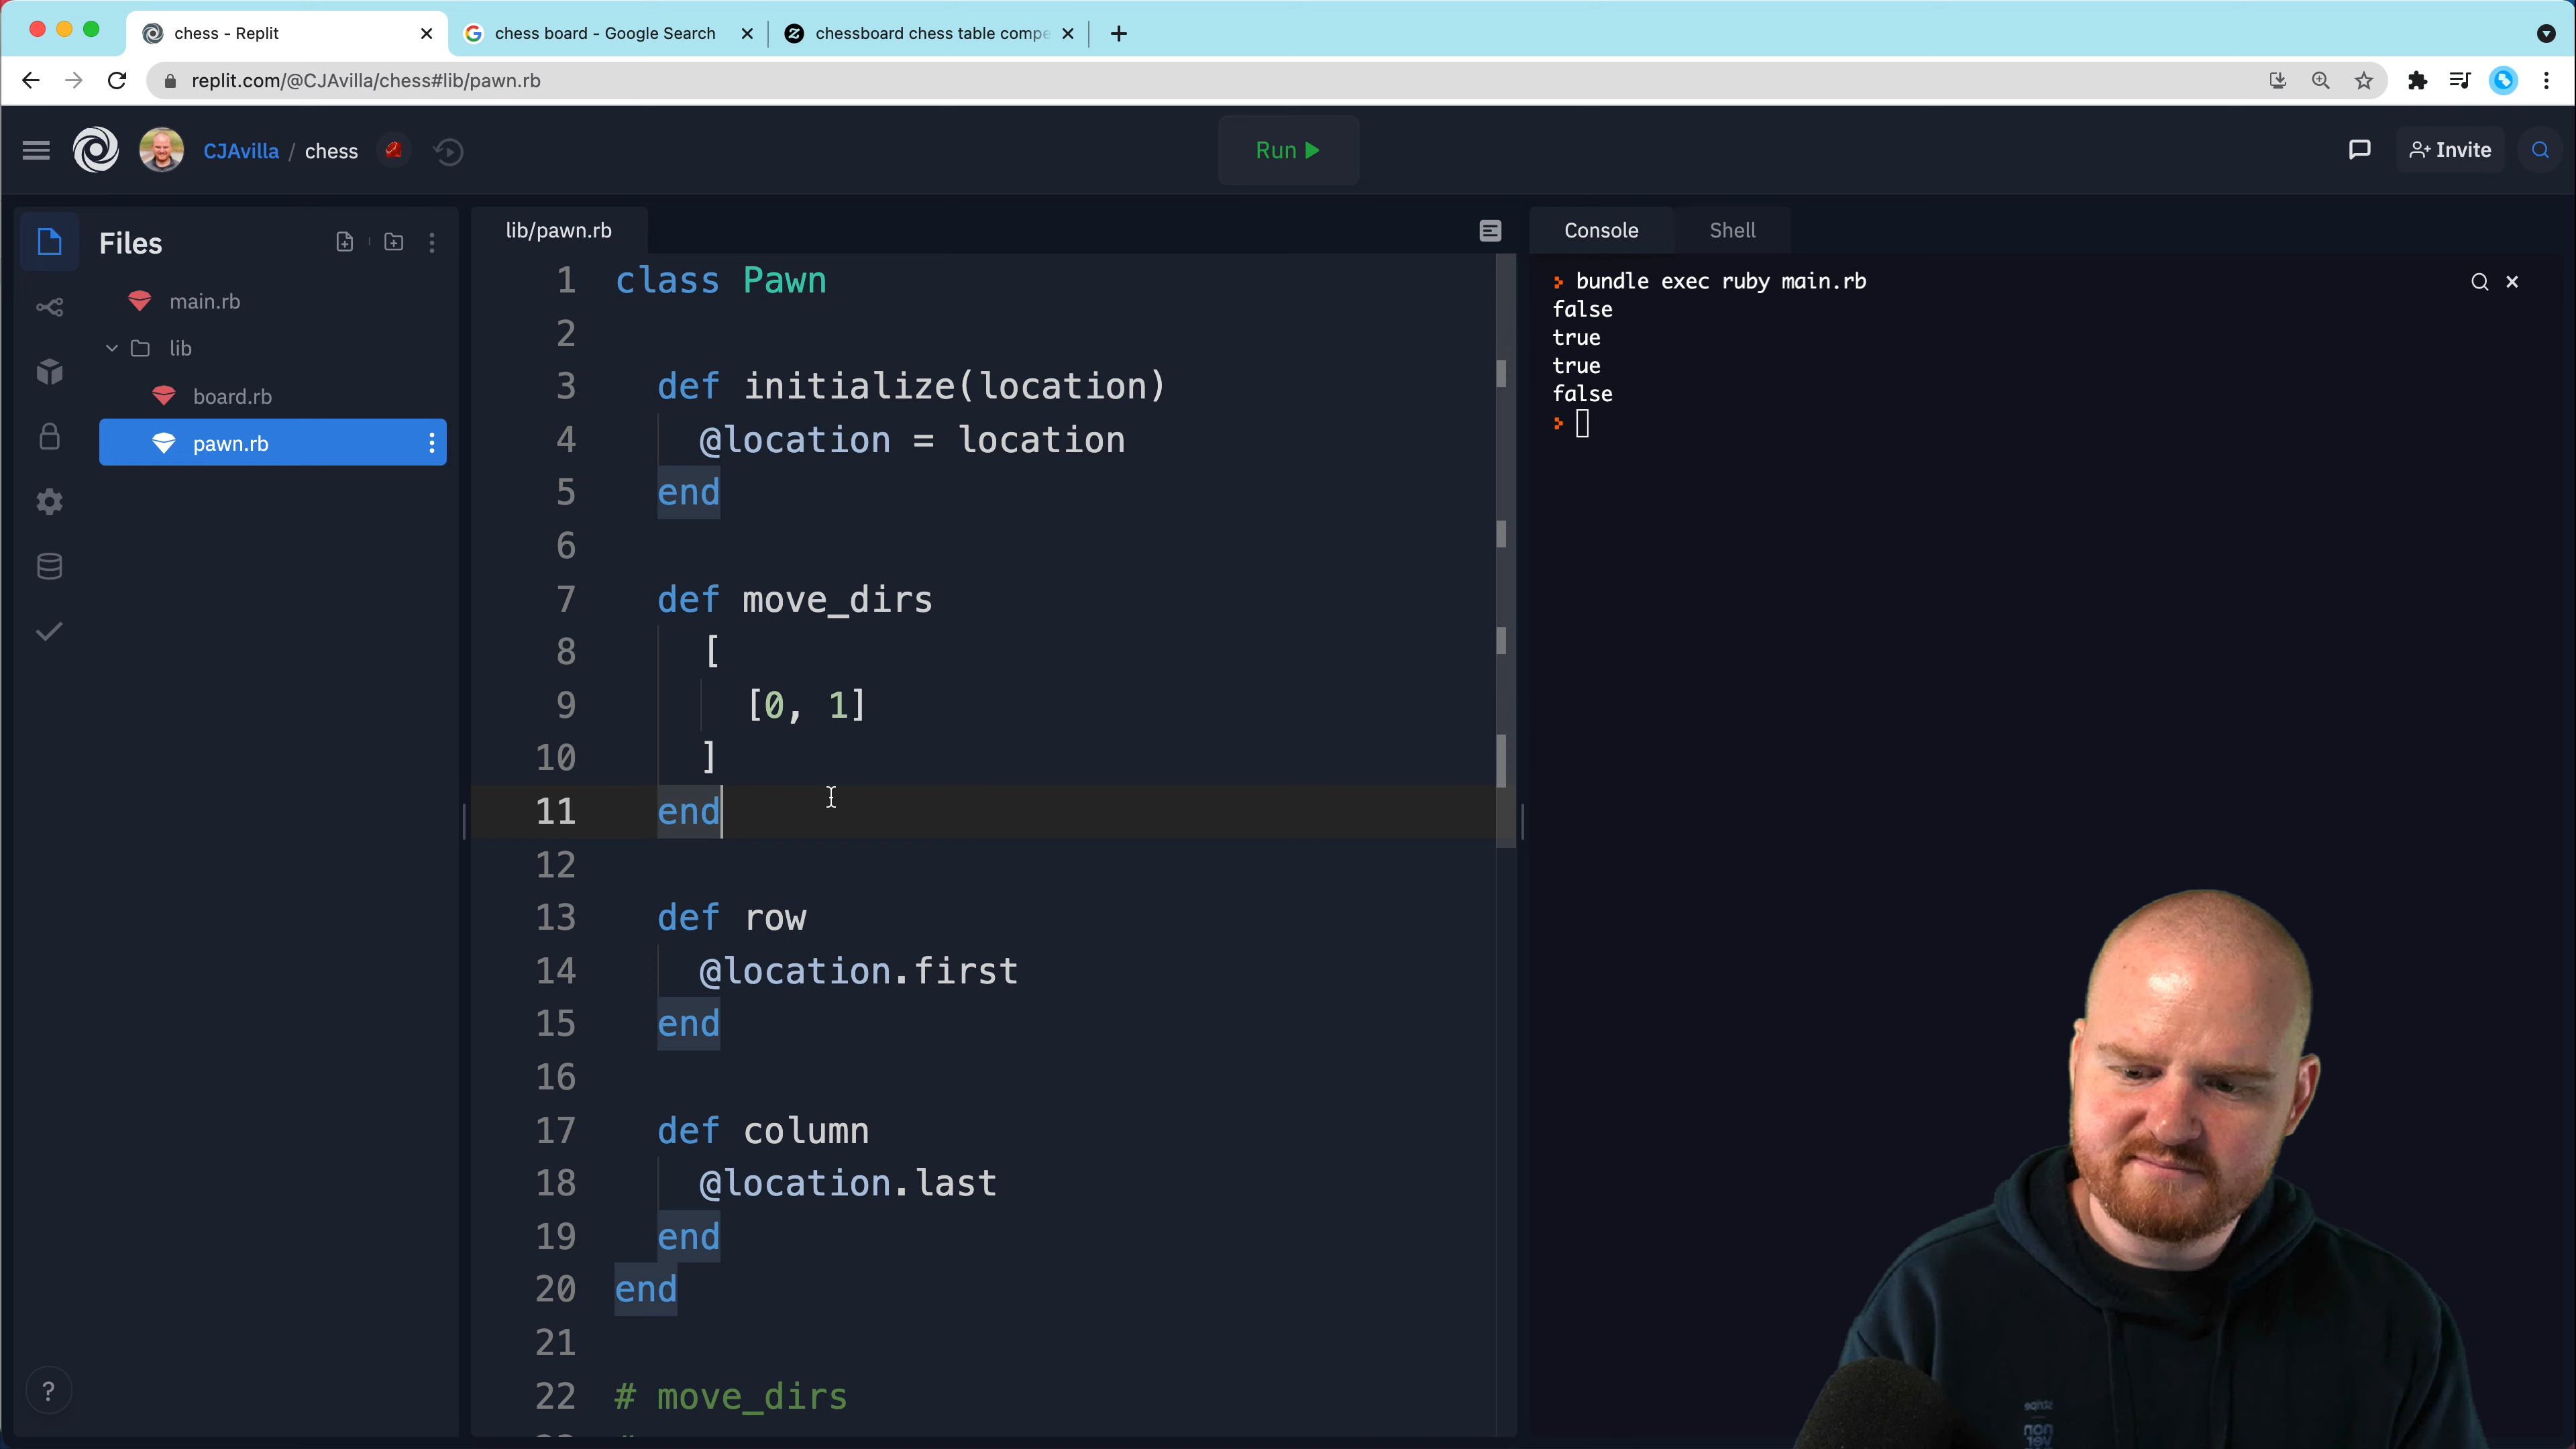 chess - Replit
chess board - Google Search
chessboard chess table compe
replit.com/@CJAvilla/chess#lib/pawn.rb
CJAvilla / chess
Run
Invite
Files
main.rb
lib
board.rb
pawn.rb
lib/pawn.rb
1 class Pawn
2
3 def initialize(location)
4 @location = location
5 end
6
7 def move_dirs
8 [
9 [0, 1]
10 ]
11 end
12
13 def row
14 @location.first
15 end
16
17 def column
18 @location.last
19 end
20 end
21
22 # move_dirs
Console
Shell
bundle exec ruby main.rb
false
true
true
false
?